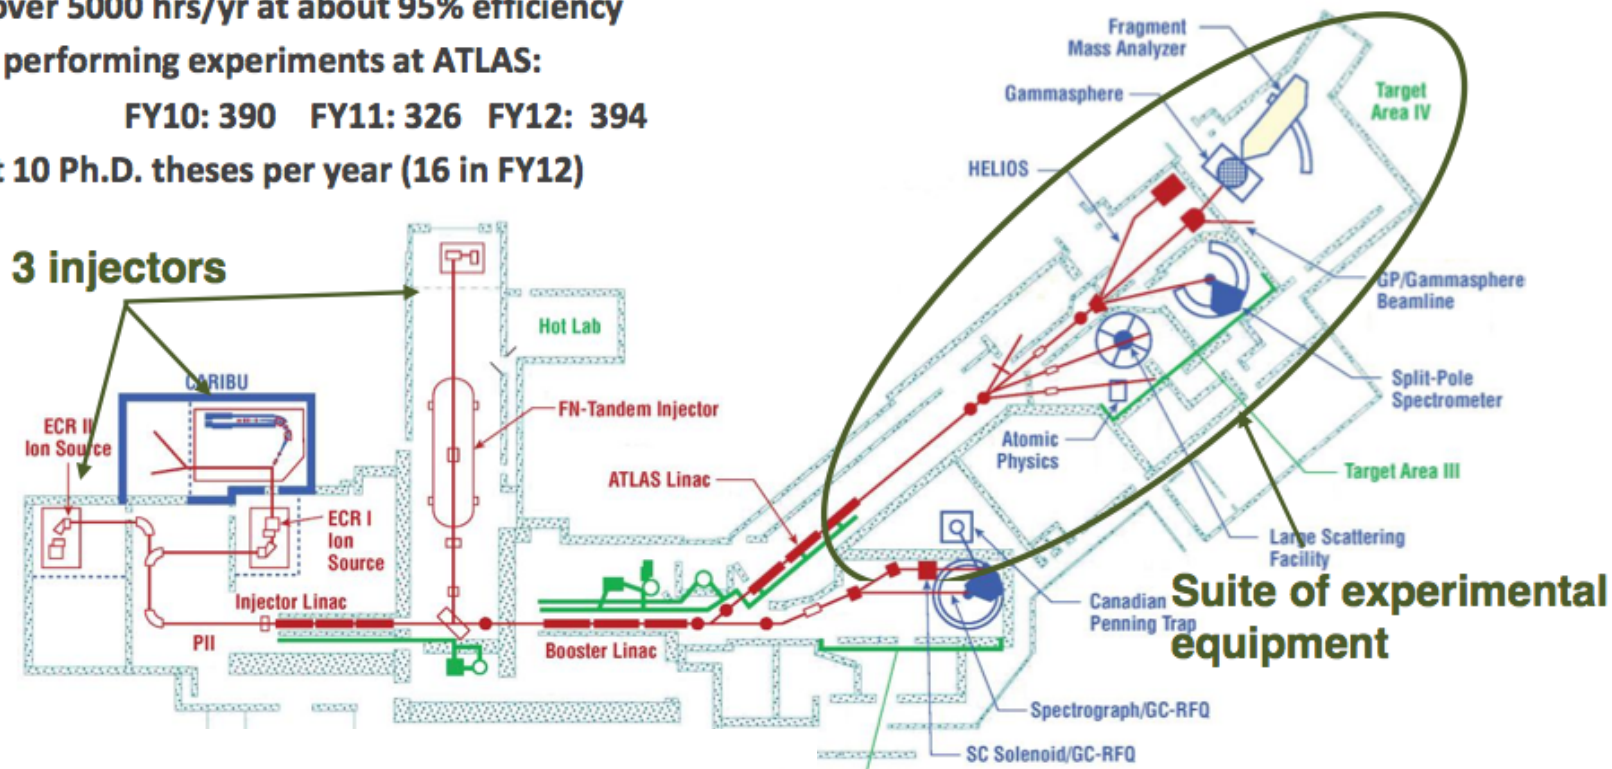 over 5000 hrs/yr at about 95% efficiency
performing experiments at ATLAS:
FY10: 390 FY11: 326 FY12: 394
t 10 Ph.D. theses per year (16 in FY12)
3 injectors
CARIBU
ECR II
Ion Source
ECR I
Ion
Source
Injector Linac
PII
Hot Lab
FN-Tandem Injector
ATLAS Linac
Booster Linac
Fragment
Mass Analyzer
Gammasphere
HELIOS
Target
Area IV
GP/Gammasphere
Beamline
Split-Pole
Spectrometer
Atomic
Physics
Target Area III
Large Scattering
Facility
Suite of experimental
equipment
Canadian
Penning Trap
Spectrograph/GC-RFQ
SC Solenoid/GC-RFQ